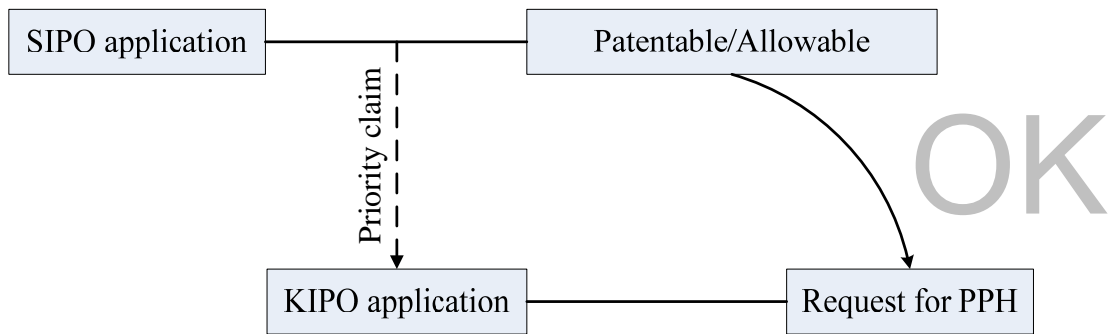 SIPO application
Patentable/Allowable
Priority claim
OK
KIPO application
Request for PPH